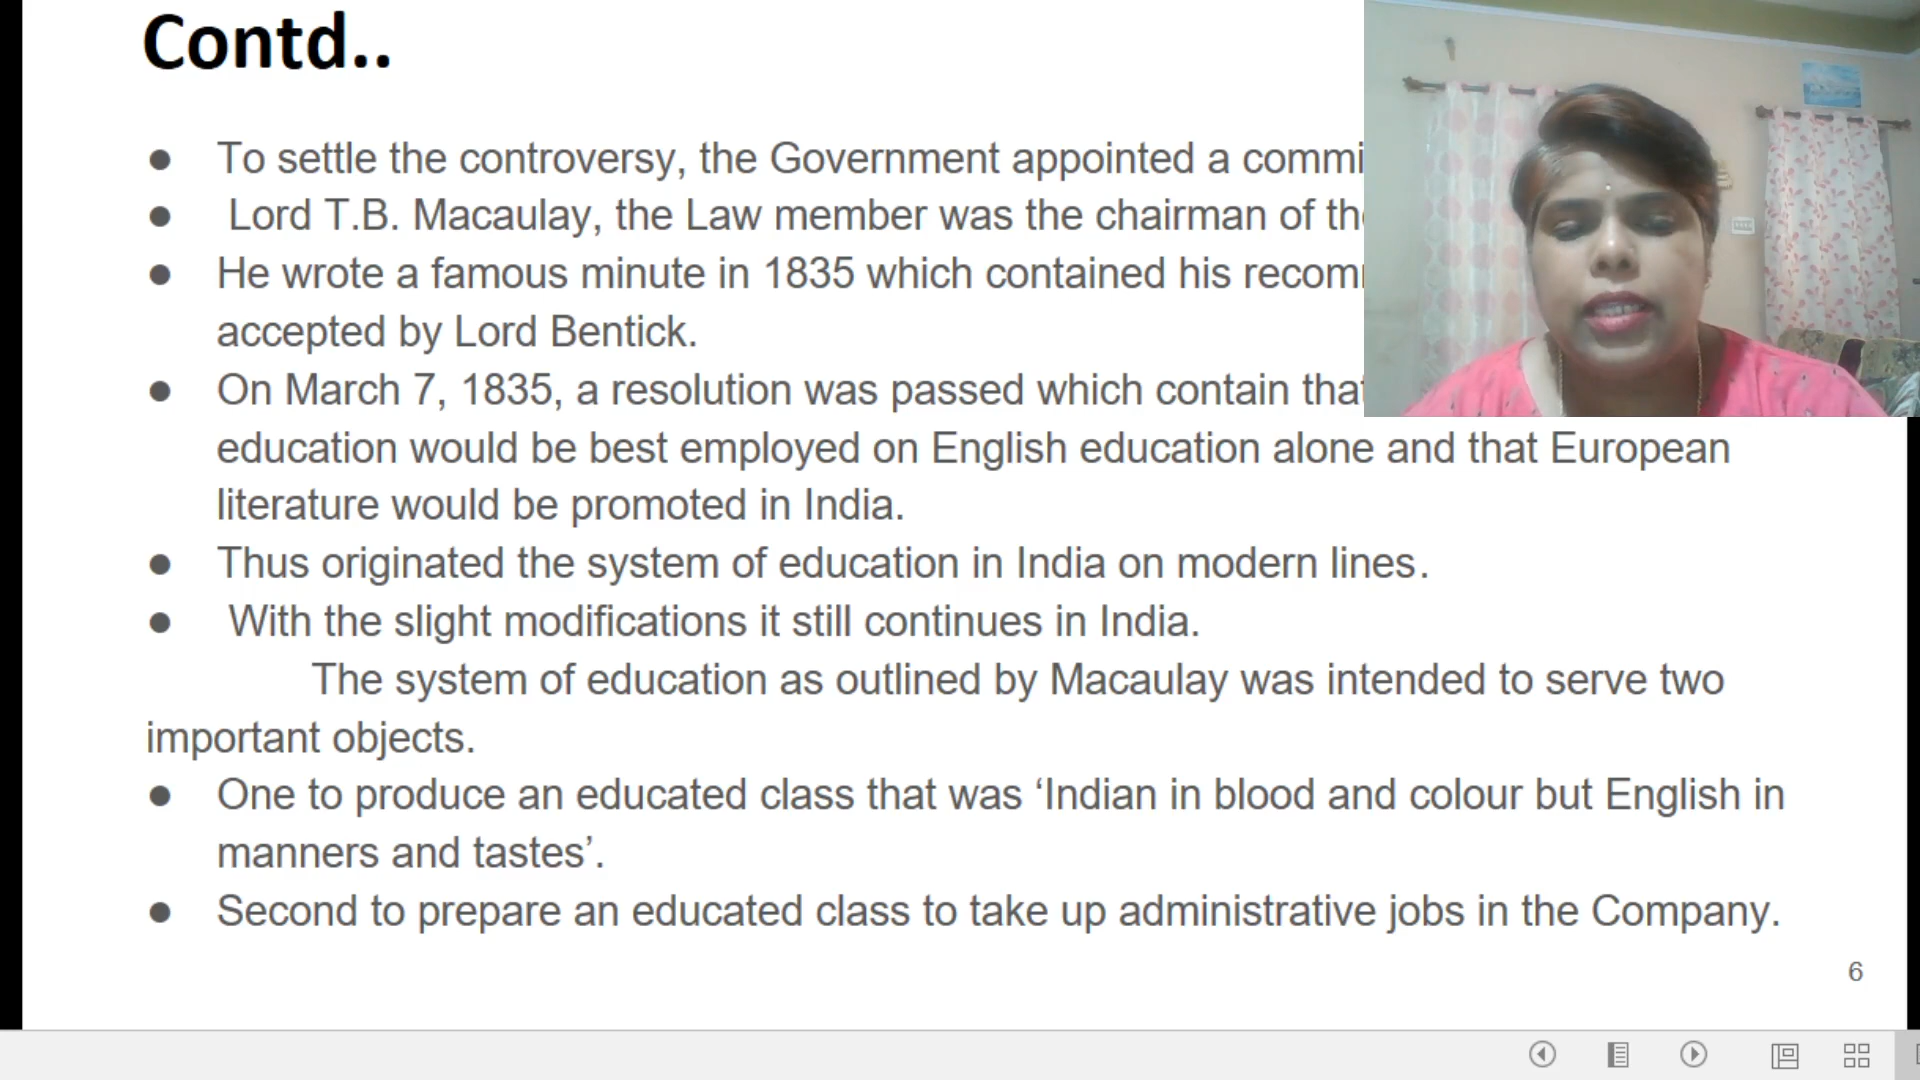 Contd..
● To settle the controversy, the Government appointed a
● Lord T.B. Macaulay, the Law member was the chairman of
● He wrote a famous minute in 1835 which contained his
accepted by Lord Bentick.
● On March 7, 1835, a resolution was passed which contain that
education would be best employed on English education alone and that European
literature would be promoted in India.
● Thus originated the system of education in India on modern lines.
● With the slight modifications it still continues in India.
The system of education as outlined by Macaulay was intended to serve two
important objects.
● One to produce an educated class that was ‘Indian in blood and colour but English in
manners and tastes’.
● Second to prepare an educated class to take up administrative jobs in the Company.
6